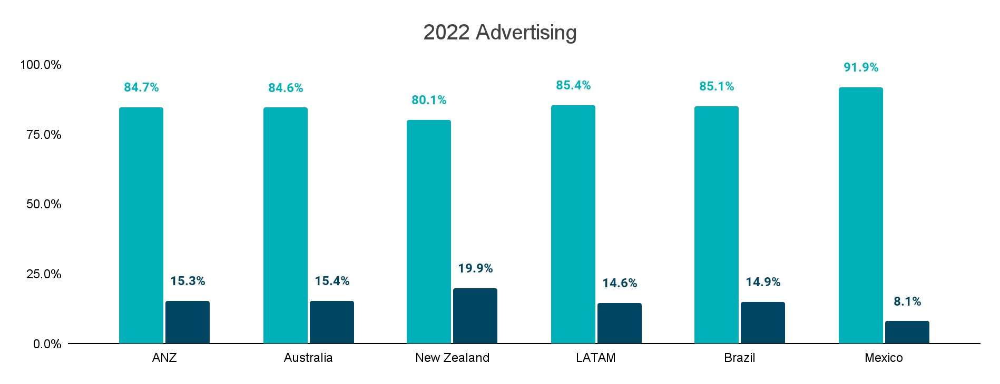 2022 Advertising
100.0%
75.0%
50.0%
25.0%
0.0%
84.7%
15.3%
84.6%
15.4%
80.1%
19.9%
85.4%
14.6%
85.1%
14.9%
91.9%
8.1%
ANZ
Australia
New Zealand
LATAM
Brazil
Mexico